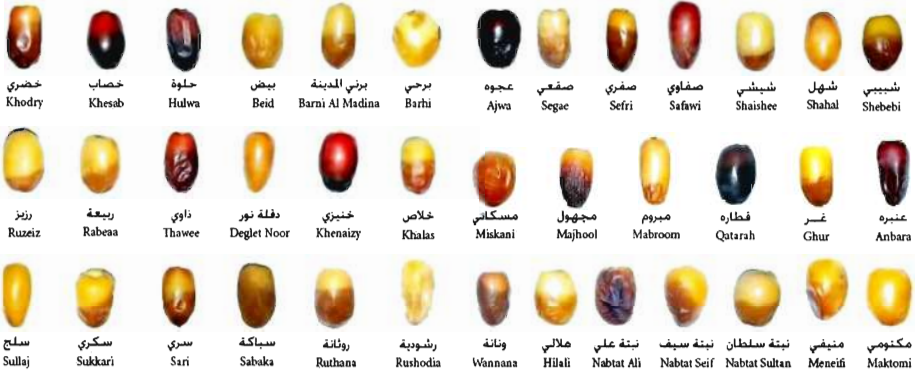 خضري خصاب حلوة بيض برني المدينة برحي عجوه صقعي صفري صفاوي شيشي شهل شبيبي
Khodry Khesab Hulwa Beid Barni Al Madina Barhi Ajwa Segae Sefri Safawi Shaishee Shahal Shebebi
رزيز ربيعة ذاوي دقلة نور خنيزي خلاص مسكاني مجهول مبروم قطاره غــر عنبره
Ruzeiz Rabeaa Thawee Deglet Noor Khenaizy Khalas Miskani Majhool Mabroom Qatarah Ghur Anbara
سلج سكري سري سباكة روثانة رشودية ونانة هلالي نبتة علي نبتة سيف نبتة سلطان منيفي مكتومي
Sullaj Sukkari Sari Sabaka Ruthana Rushodia Wannana Hilali Nabtat Ali Nabtat Seif Nabtat Sultan Meneifi Maktomi